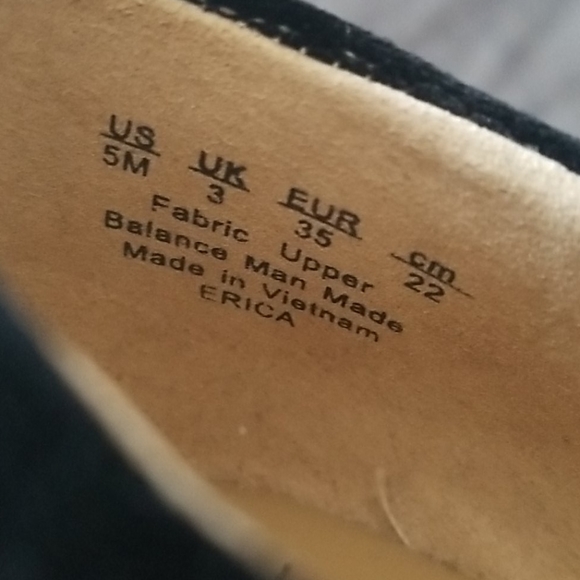 US UK EUR cm
5M 3 35 22
Fabric Upper
Balance Man Made
Made in Vietnam
ERICA